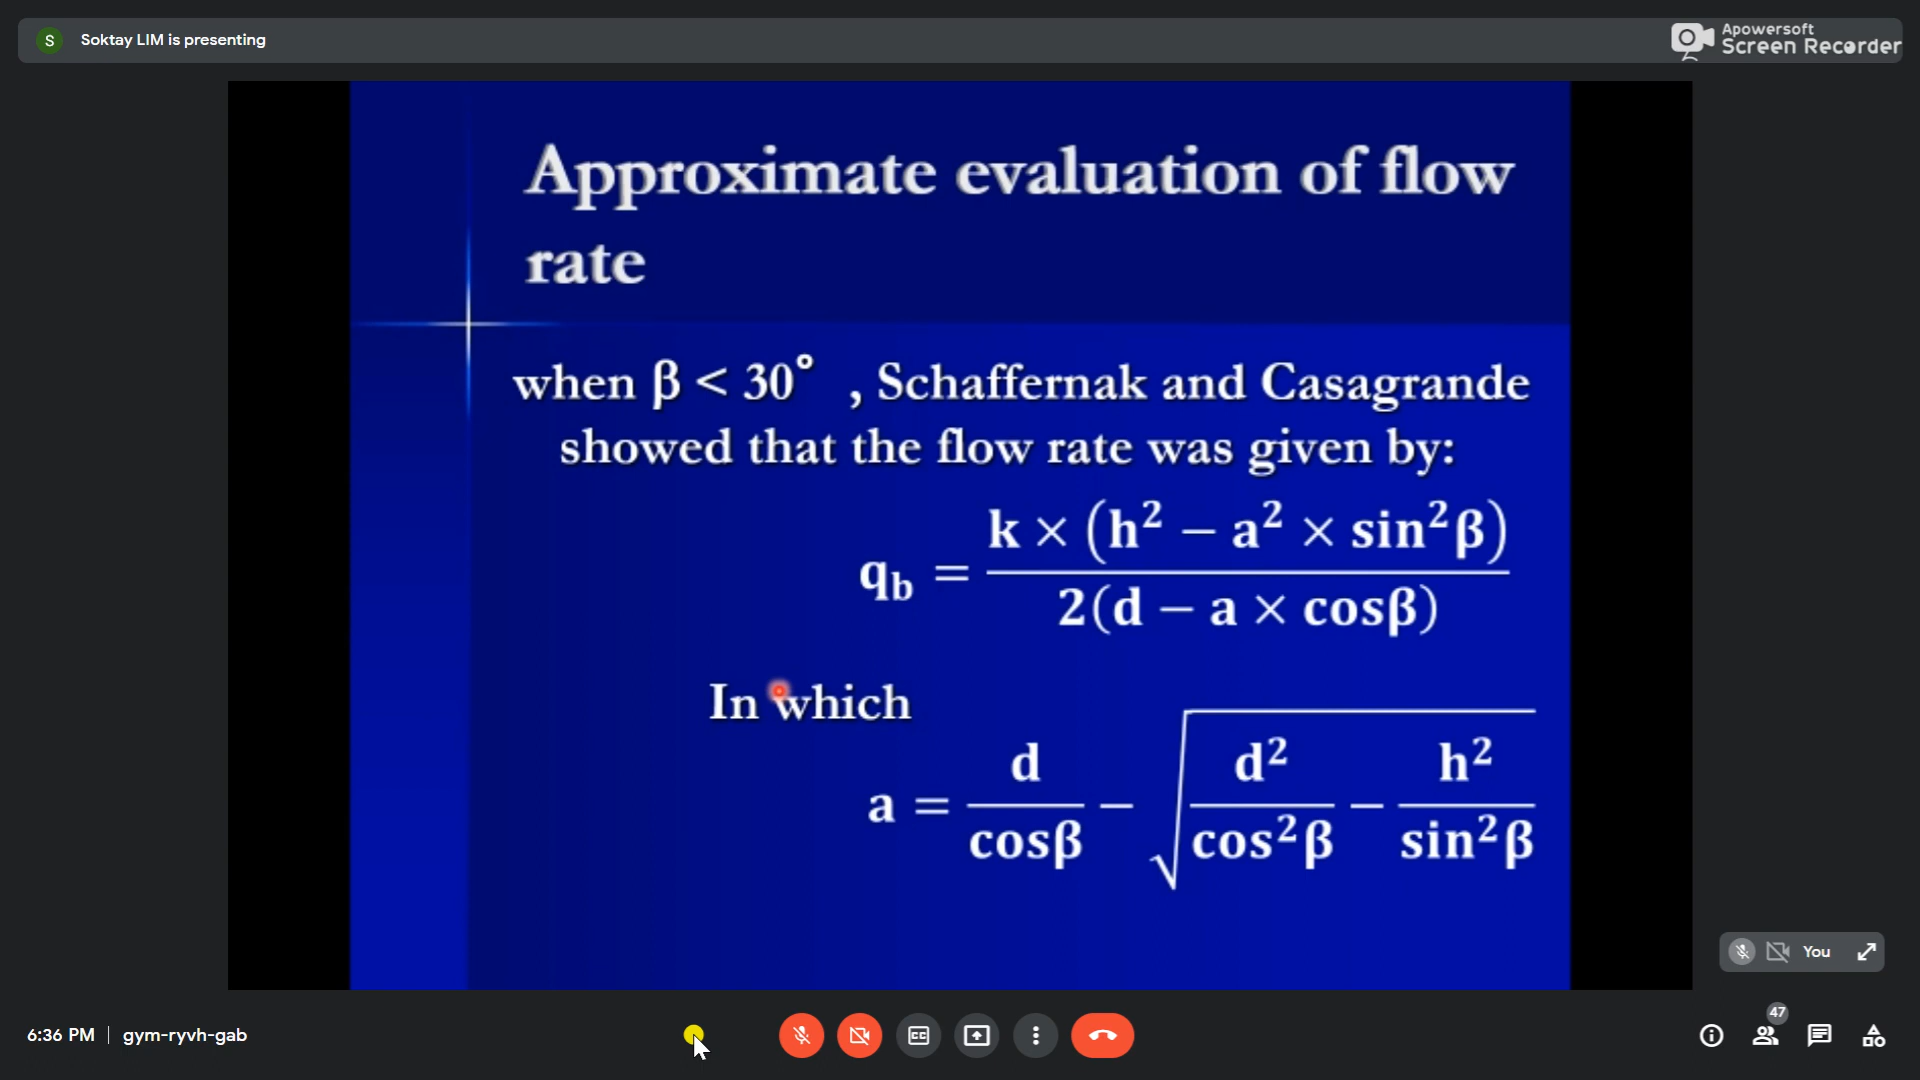 S Soktay LIM is presenting
Apowersoft
Screen Recorder
Approximate evaluation of flow
rate
when β < 30° , Schaffernak and Casagrande
showed that the flow rate was given by:
q_b = k × (h² − a² × sin²β) / 2(d − a × cosβ)
In which
a = d/cosβ − √(d²/cos²β − h²/sin²β)
You
47
6:36 PM | gym-ryvh-gab
CC